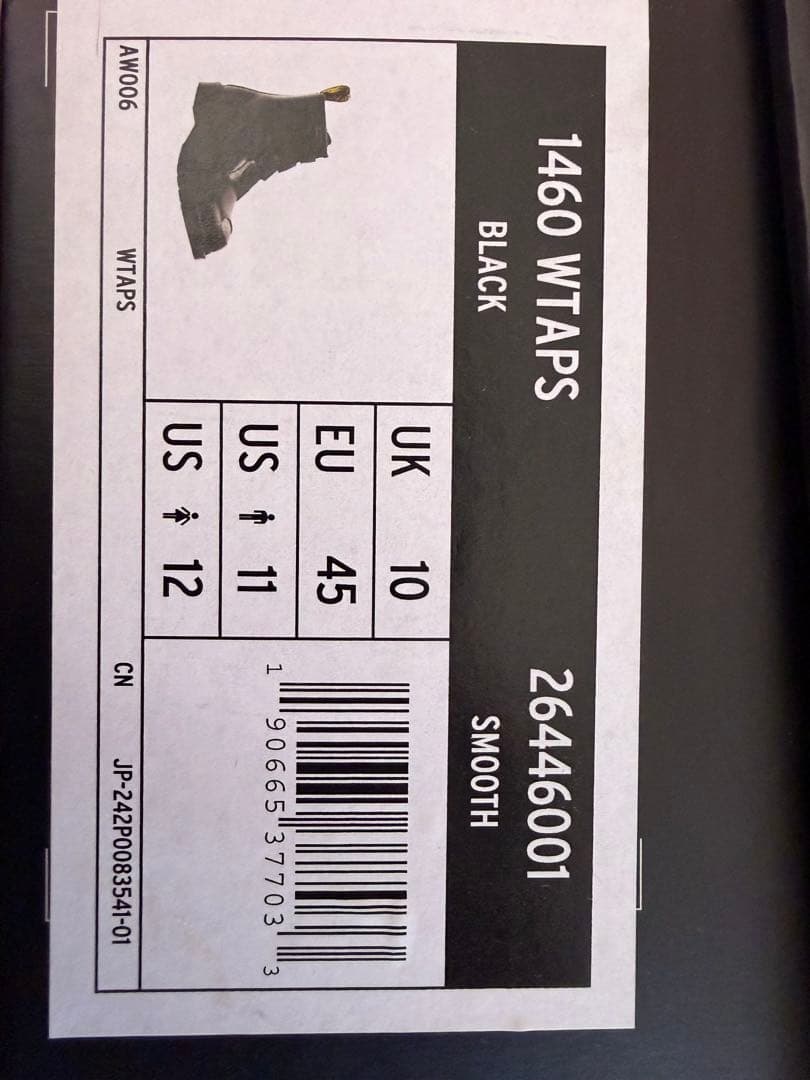 1460 WTAPS 26446001
BLACK SMOOTH
UK 10
EU 45
US 11
US 12
1 90665 37703 3
AW006 WTAPS CN JP-242P0083541-01